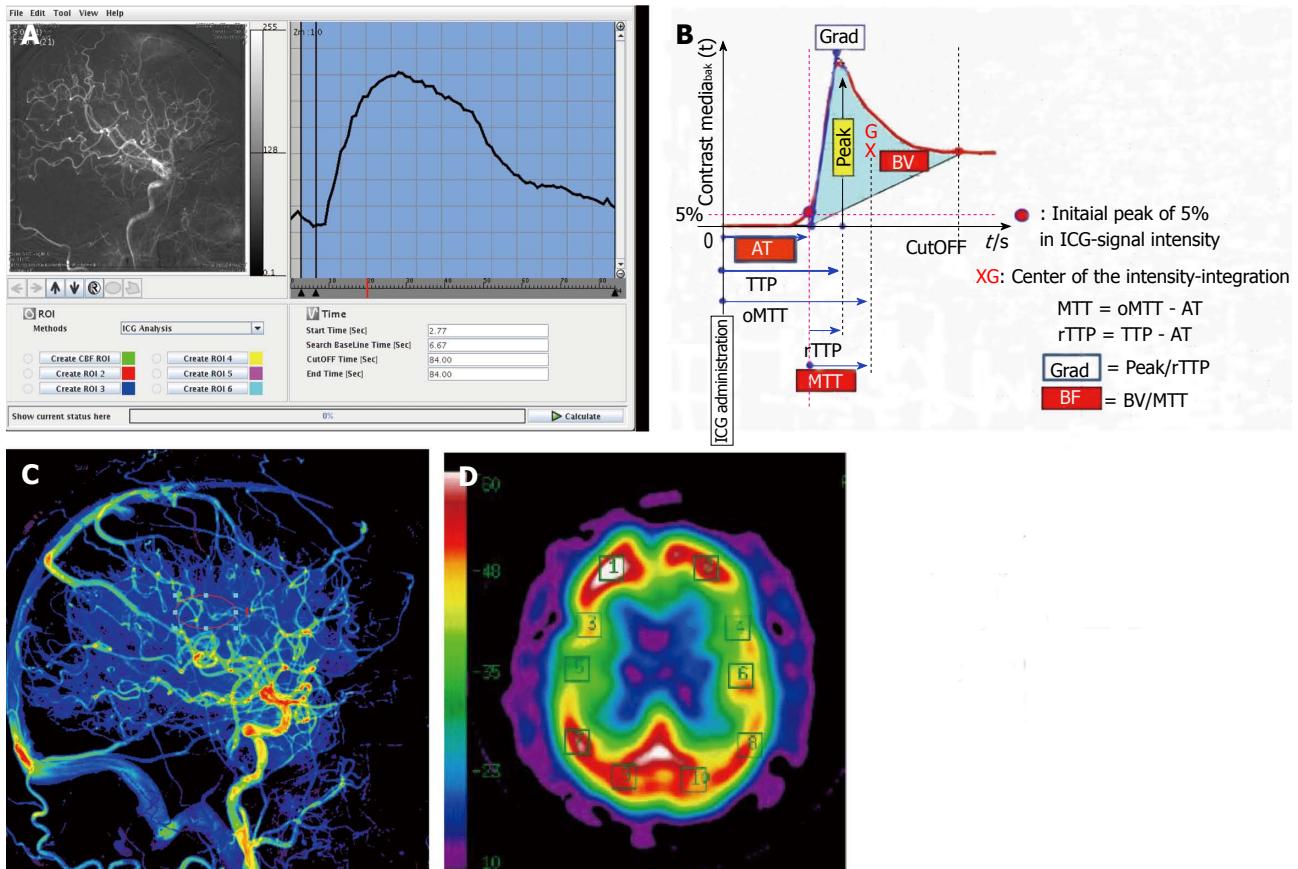 File Edit Tool View Help
A
255
128
0.1
Zm : 1.0
0 10 20 30 40 50 60 70 80
ROI
Methods
ICG Analysis
Create CBF ROI
Create ROI 4
Create ROI 2
Create ROI 5
Create ROI 3
Create ROI 6
Time
Start Time [Sec]
2.77
Search BaseLine Time [Sec]
6.67
CutOFF Time [Sec]
84.00
End Time [Sec]
84.00
Show current status here
0%
Calculate
B
Contrast mediabak (t)
Grad
Peak
G
X
BV
5%
0
AT
CutOFF
t/s
TTP
oMTT
rTTP
MTT
ICG administration
: Initaial peak of 5%
in ICG-signal intensity
XG: Center of the intensity-integration
MTT = oMTT - AT
rTTP = TTP - AT
Grad = Peak/rTTP
BF = BV/MTT
C
D
60
-48
-35
-23
10
1
2
3
4
5
6
7
8
9
10